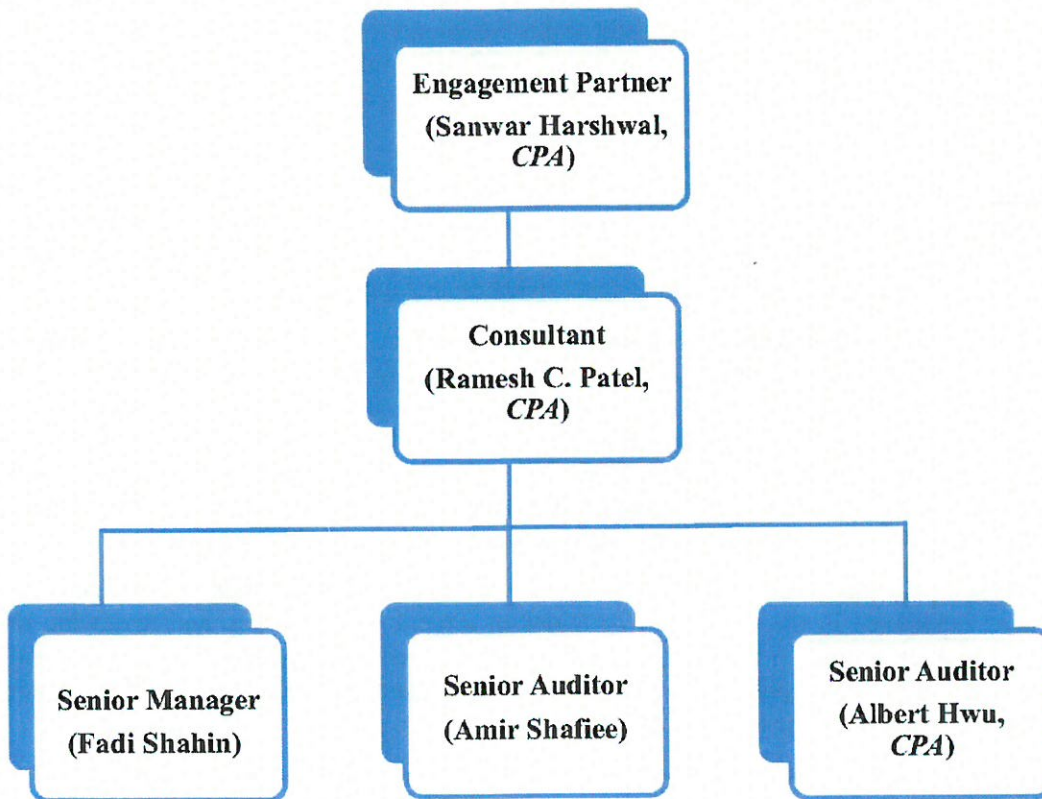 Engagement Partner
(Sanwar Harshwal,
CPA)
Consultant
(Ramesh C. Patel,
CPA)
Senior Manager
(Fadi Shahin)
Senior Auditor
(Amir Shafiee)
Senior Auditor
(Albert Hwu,
CPA)